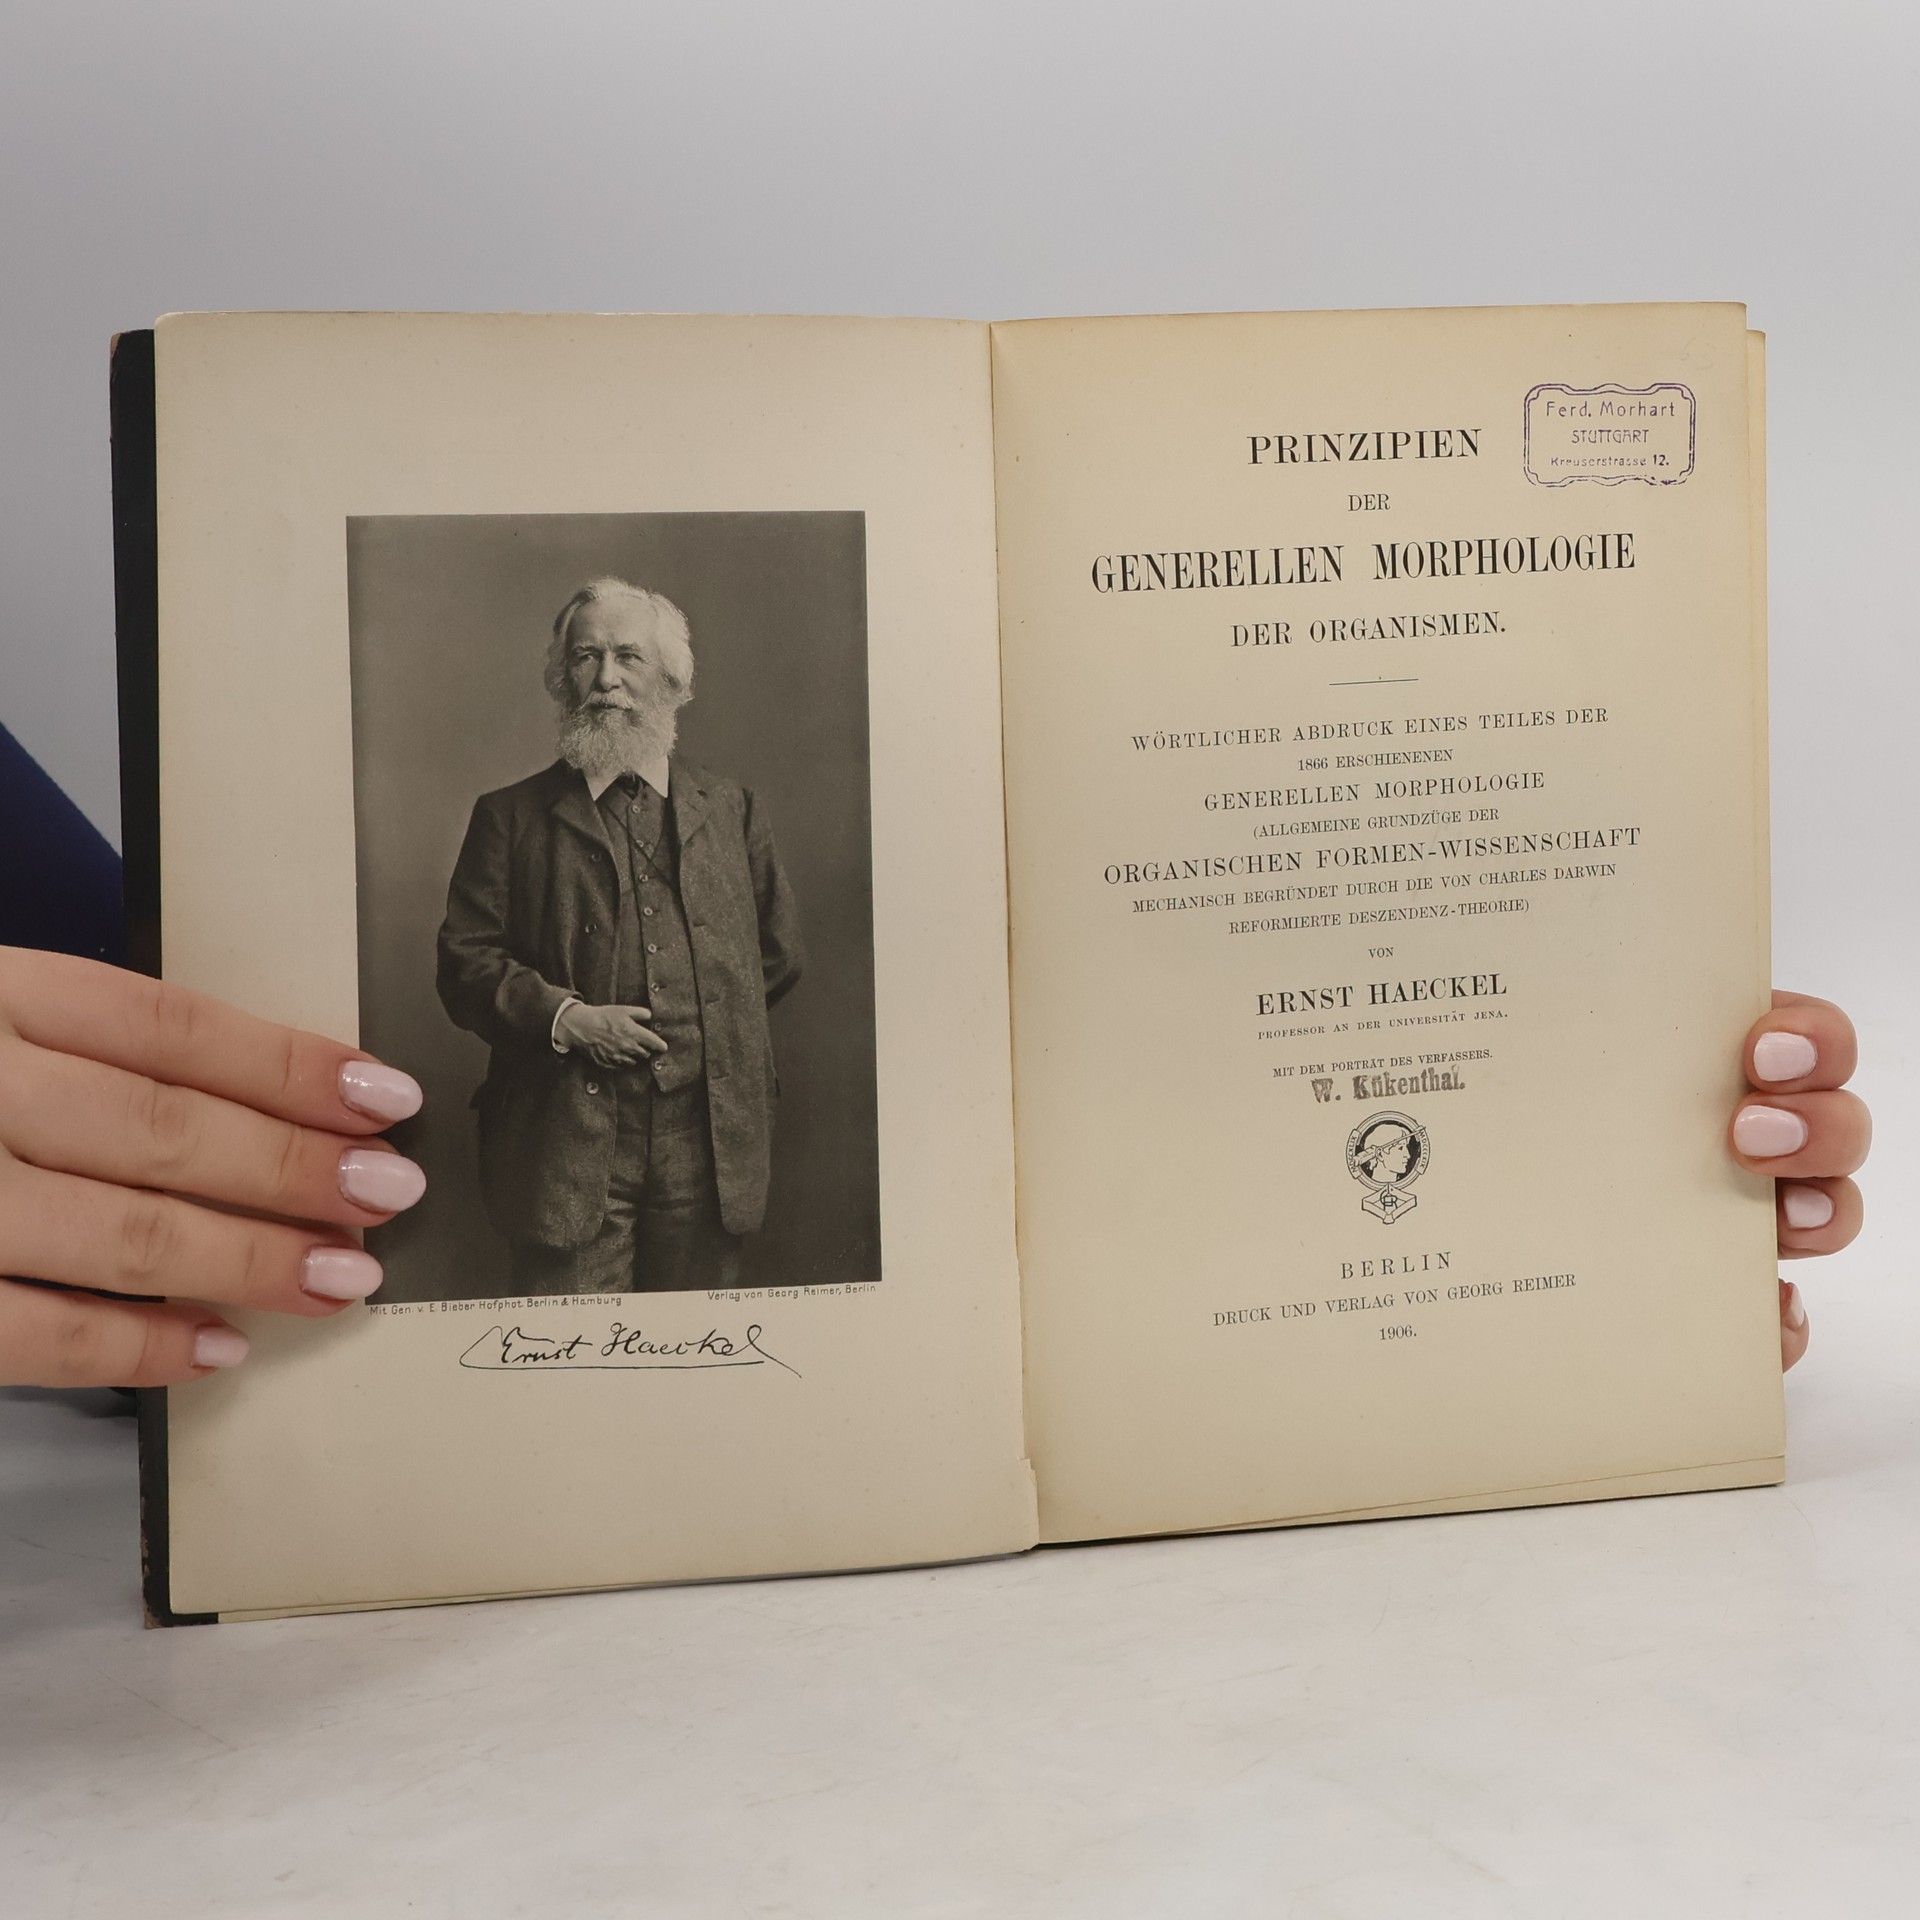 Mit Gen. v. E. Bieber Hofphot. Berlin & Hamburg
Verlag von Georg Reimer, Berlin
Ernst Haeckel
Ferd. Morhart
STUTTGART
Kreuserstrasse 12.
PRINZIPIEN
DER
GENERELLEN MORPHOLOGIE
DER ORGANISMEN.
WÖRTLICHER ABDRUCK EINES TEILES DER
1866 ERSCHIENENEN
GENERELLEN MORPHOLOGIE
(ALLGEMEINE GRUNDZÜGE DER
ORGANISCHEN FORMEN-WISSENSCHAFT
MECHANISCH BEGRÜNDET DURCH DIE VON CHARLES DARWIN
REFORMIERTE DESZENDENZ-THEORIE)
VON
ERNST HAECKEL
PROFESSOR AN DER UNIVERSITÄT JENA.
MIT DEM PORTRÄT DES VERFASSERS.
W. Kükenthal.
BERLIN
DRUCK UND VERLAG VON GEORG REIMER
1906.